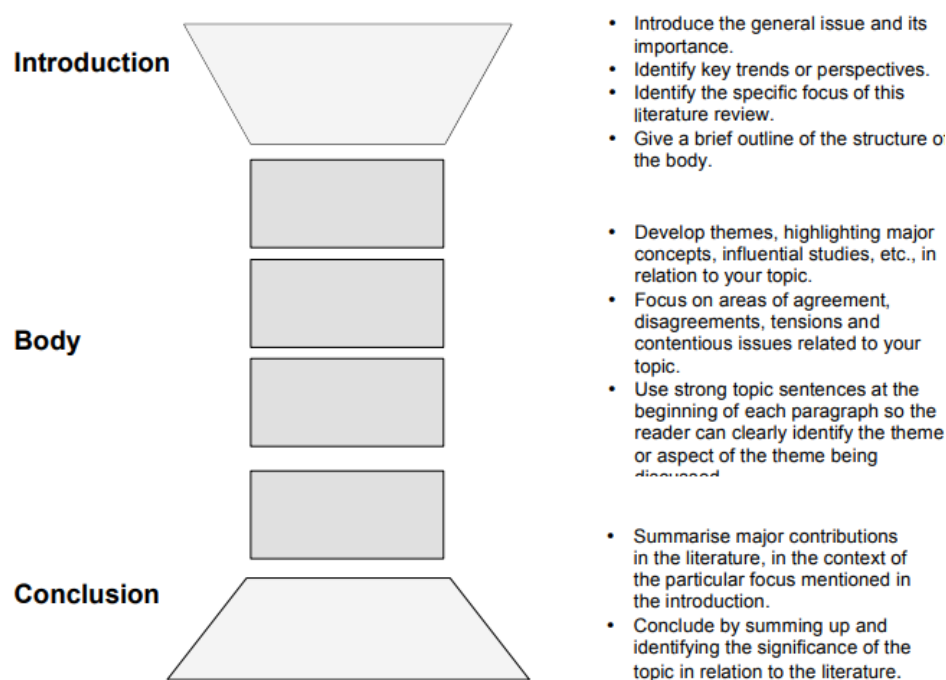 Introduction
• Introduce the general issue and its
importance.
• Identify key trends or perspectives.
• Identify the specific focus of this
literature review.
• Give a brief outline of the structure of
the body.
Body
• Develop themes, highlighting major
concepts, influential studies, etc., in
relation to your topic.
• Focus on areas of agreement,
disagreements, tensions and
contentious issues related to your
topic.
• Use strong topic sentences at the
beginning of each paragraph so the
reader can clearly identify the theme
or aspect of the theme being
Conclusion
• Summarise major contributions
in the literature, in the context of
the particular focus mentioned in
the introduction.
• Conclude by summing up and
identifying the significance of the
topic in relation to the literature.